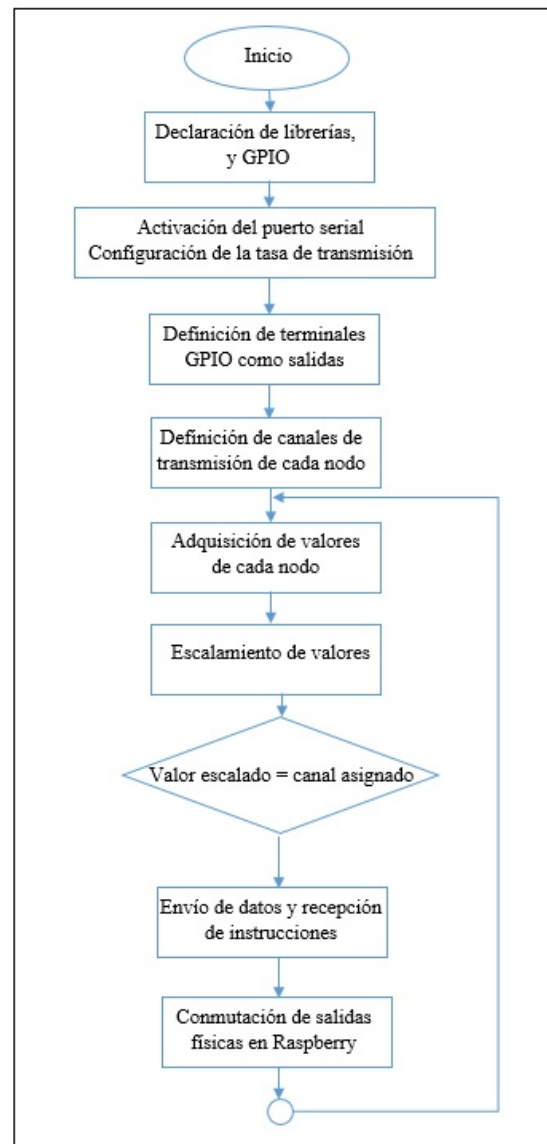 Inicio
Declaración de librerías,
y GPIO
Activación del puerto serial
Configuración de la tasa de transmisión
Definición de terminales
GPIO como salidas
Definición de canales de
transmisión de cada nodo
Adquisición de valores
de cada nodo
Escalamiento de valores
Valor escalado = canal asignado
Envío de datos y recepción
de instrucciones
Conmutación de salidas
físicas en Raspberry